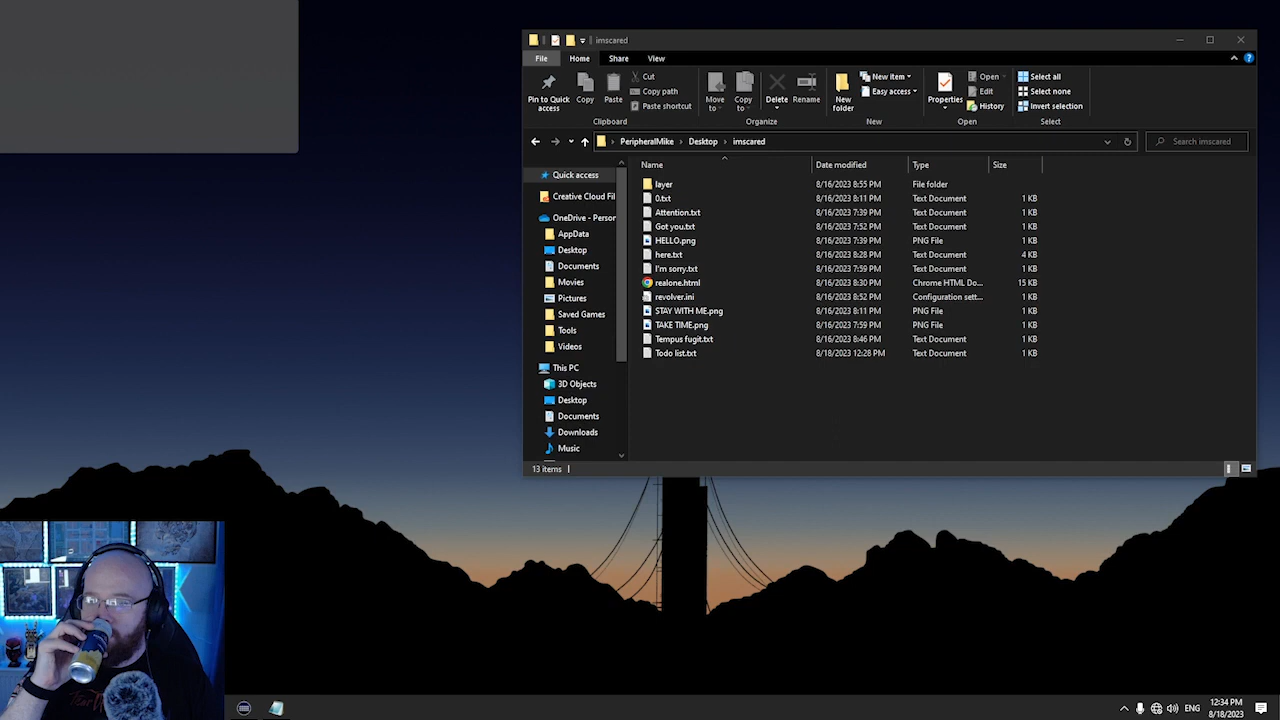 imscared
File Home Share View
Pin to Quick access
Copy
Paste
Cut
Copy path
Paste shortcut
Clipboard
Move to
Copy to
Delete
Rename
Organize
New folder
New item
Easy access
New
Properties
Open
Edit
History
Open
Select all
Select none
Invert selection
Select
PeripheralMike Desktop imscared
Search imscared
Quick access
Creative Cloud Fil
OneDrive - Person
AppData
Desktop
Documents
Movies
Pictures
Saved Games
Tools
Videos
This PC
3D Objects
Desktop
Documents
Downloads
Music
Name Date modified Type Size
layer 8/16/2023 8:55 PM File folder
0.txt 8/16/2023 8:11 PM Text Document 1 KB
Attention.txt 8/16/2023 7:39 PM Text Document 1 KB
Got you.txt 8/16/2023 7:52 PM Text Document 1 KB
HELLO.png 8/16/2023 7:39 PM PNG File 1 KB
here.txt 8/16/2023 8:28 PM Text Document 4 KB
I'm sorry.txt 8/16/2023 7:59 PM Text Document 1 KB
realone.html 8/16/2023 8:30 PM Chrome HTML Do... 15 KB
revolver.ini 8/16/2023 8:52 PM Configuration sett... 1 KB
STAY WITH ME.png 8/16/2023 8:11 PM PNG File 1 KB
TAKE TIME.png 8/16/2023 7:59 PM PNG File 1 KB
Tempus fugit.txt 8/16/2023 8:46 PM Text Document 1 KB
Todo list.txt 8/18/2023 12:28 PM Text Document 1 KB
13 items
ENG
12:34 PM
8/18/2023